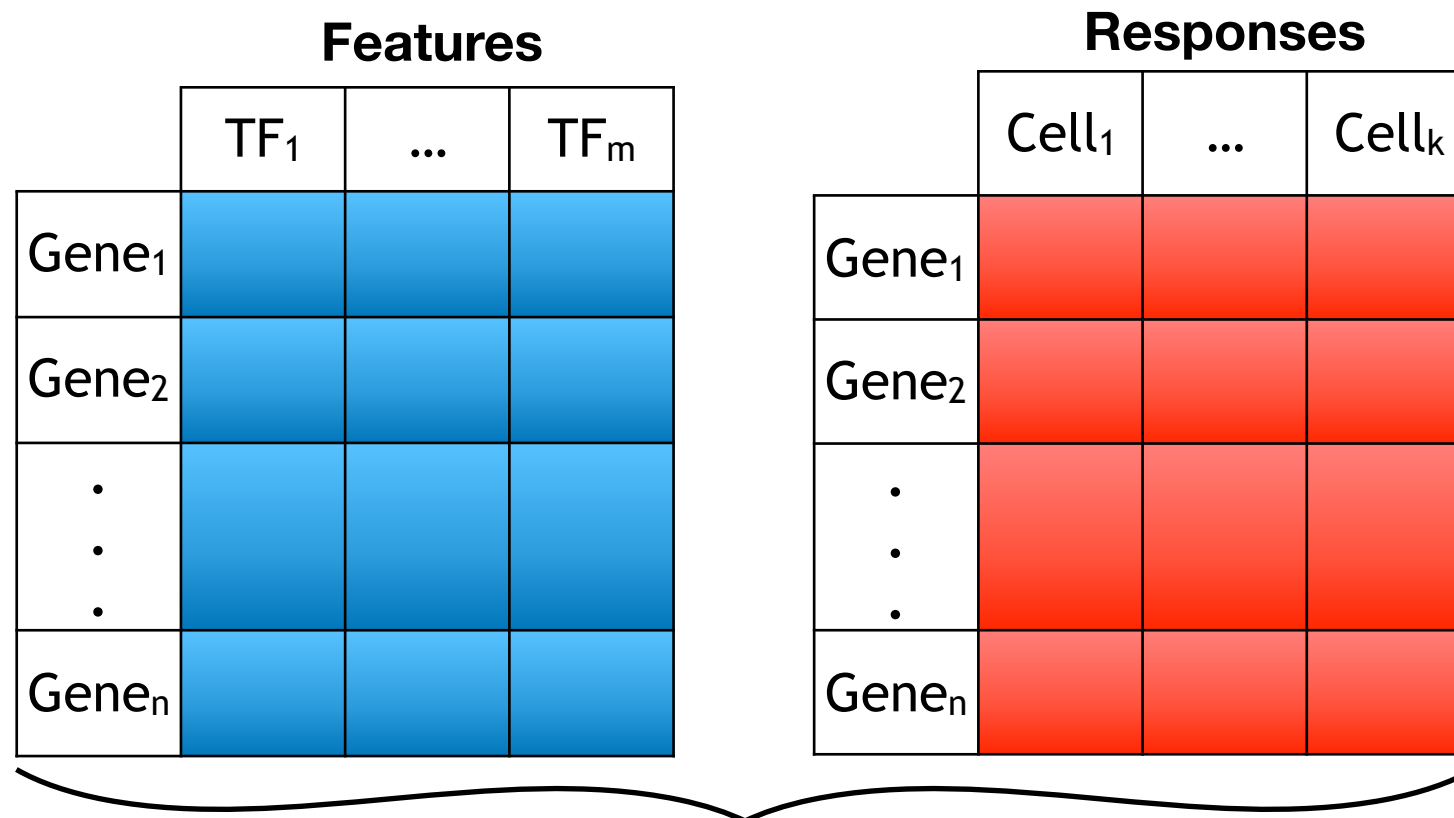 Features
TF₁ ... TFₘ
Gene₁
Gene₂
.
.
.
Geneₙ
Responses
Cell₁ ... Cellₖ
Gene₁
Gene₂
.
.
.
Geneₙ